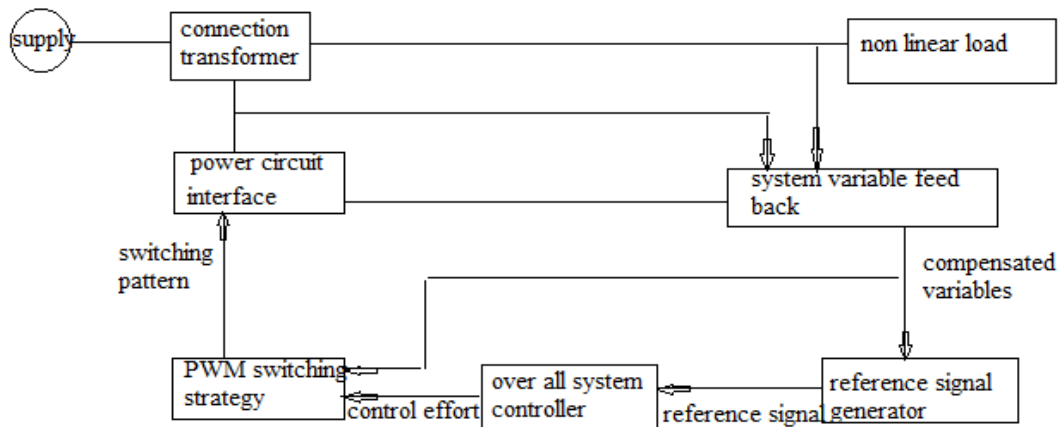 supply
connection
transformer
non linear load
power circuit
interface
system variable feed
back
switching
pattern
compensated
variables
PWM switching
strategy
control effort
over all system
controller
reference signal
reference signal
generator